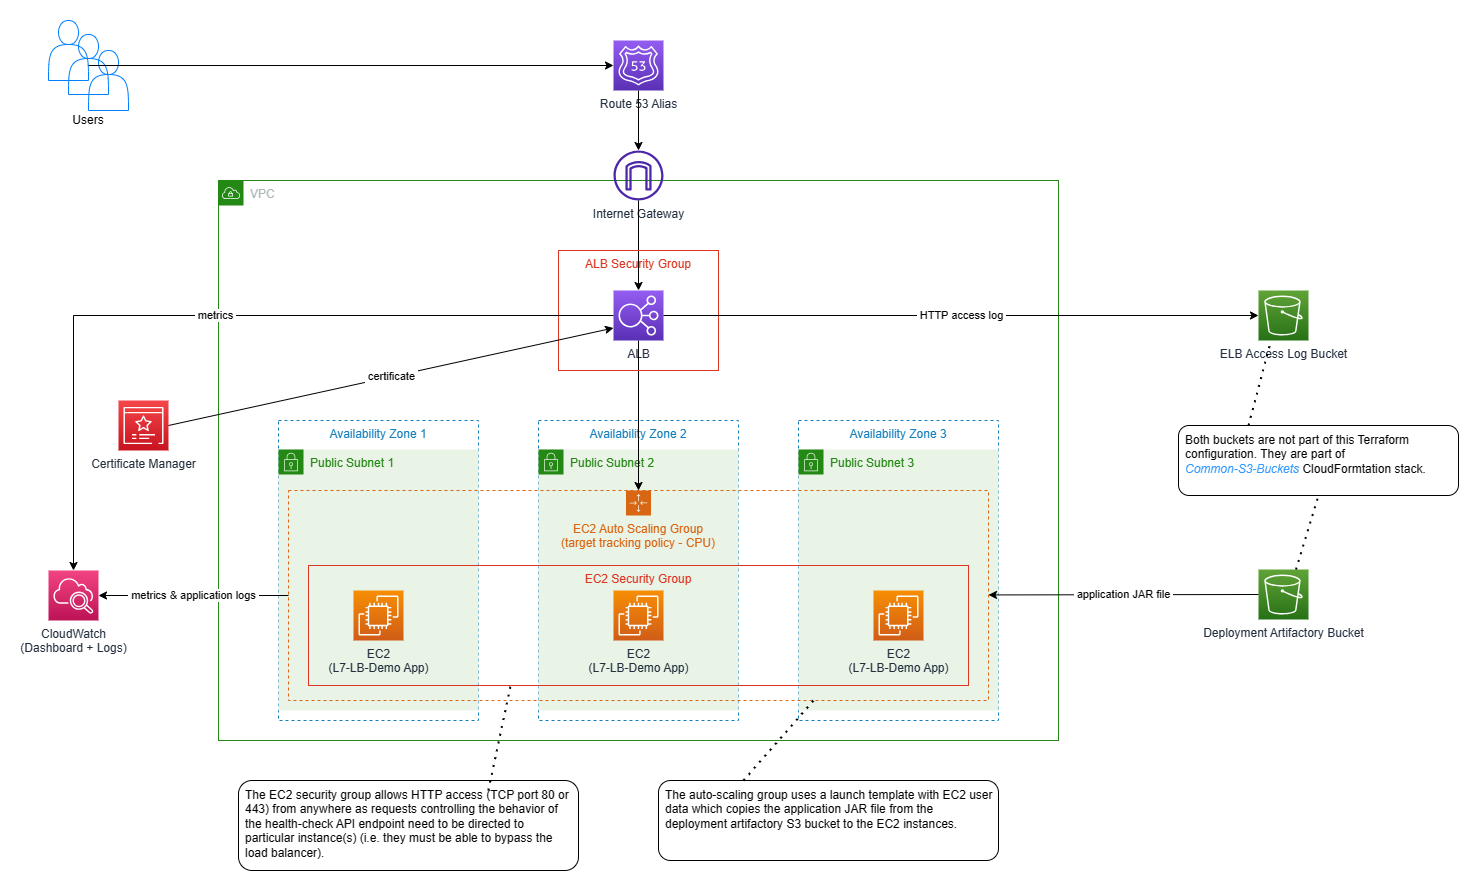 53
Users
Route 53 Alias
VPC
Internet Gateway
ALB Security Group
metrics
HTTP access log
ALB
ELB Access Log Bucket
certificate
Certificate Manager
Availability Zone 1
Availability Zone 2
Availability Zone 3
Public Subnet 1
Public Subnet 2
Public Subnet 3
Both buckets are not part of this Terraform
configuration. They are part of
Common-S3-Buckets CloudFormtation stack.
EC2 Auto Scaling Group
(target tracking policy - CPU)
EC2 Security Group
metrics & application logs
application JAR file
CloudWatch
(Dashboard + Logs)
EC2
(L7-LB-Demo App)
EC2
(L7-LB-Demo App)
EC2
(L7-LB-Demo App)
Deployment Artifactory Bucket
The EC2 security group allows HTTP access (TCP port 80 or
443) from anywhere as requests controlling the behavior of
the health-check API endpoint need to be directed to
particular instance(s) (i.e. they must be able to bypass the
load balancer).
The auto-scaling group uses a launch template with EC2 user
data which copies the application JAR file from the
deployment artifactory S3 bucket to the EC2 instances.